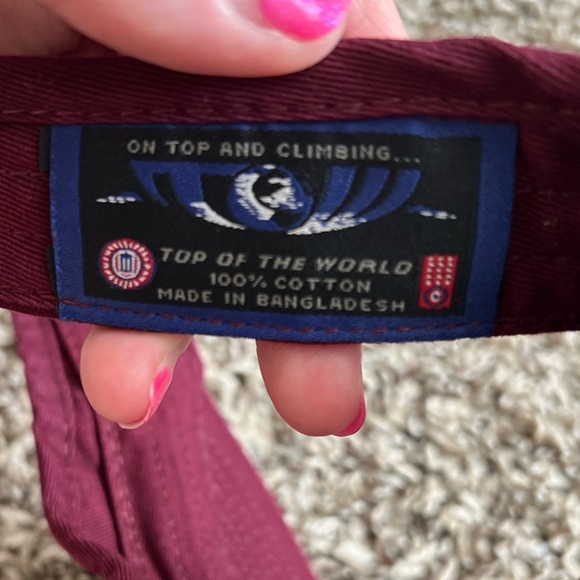 ON TOP AND CLIMBING...
TOP OF THE WORLD
100% COTTON
MADE IN BANGLADESH